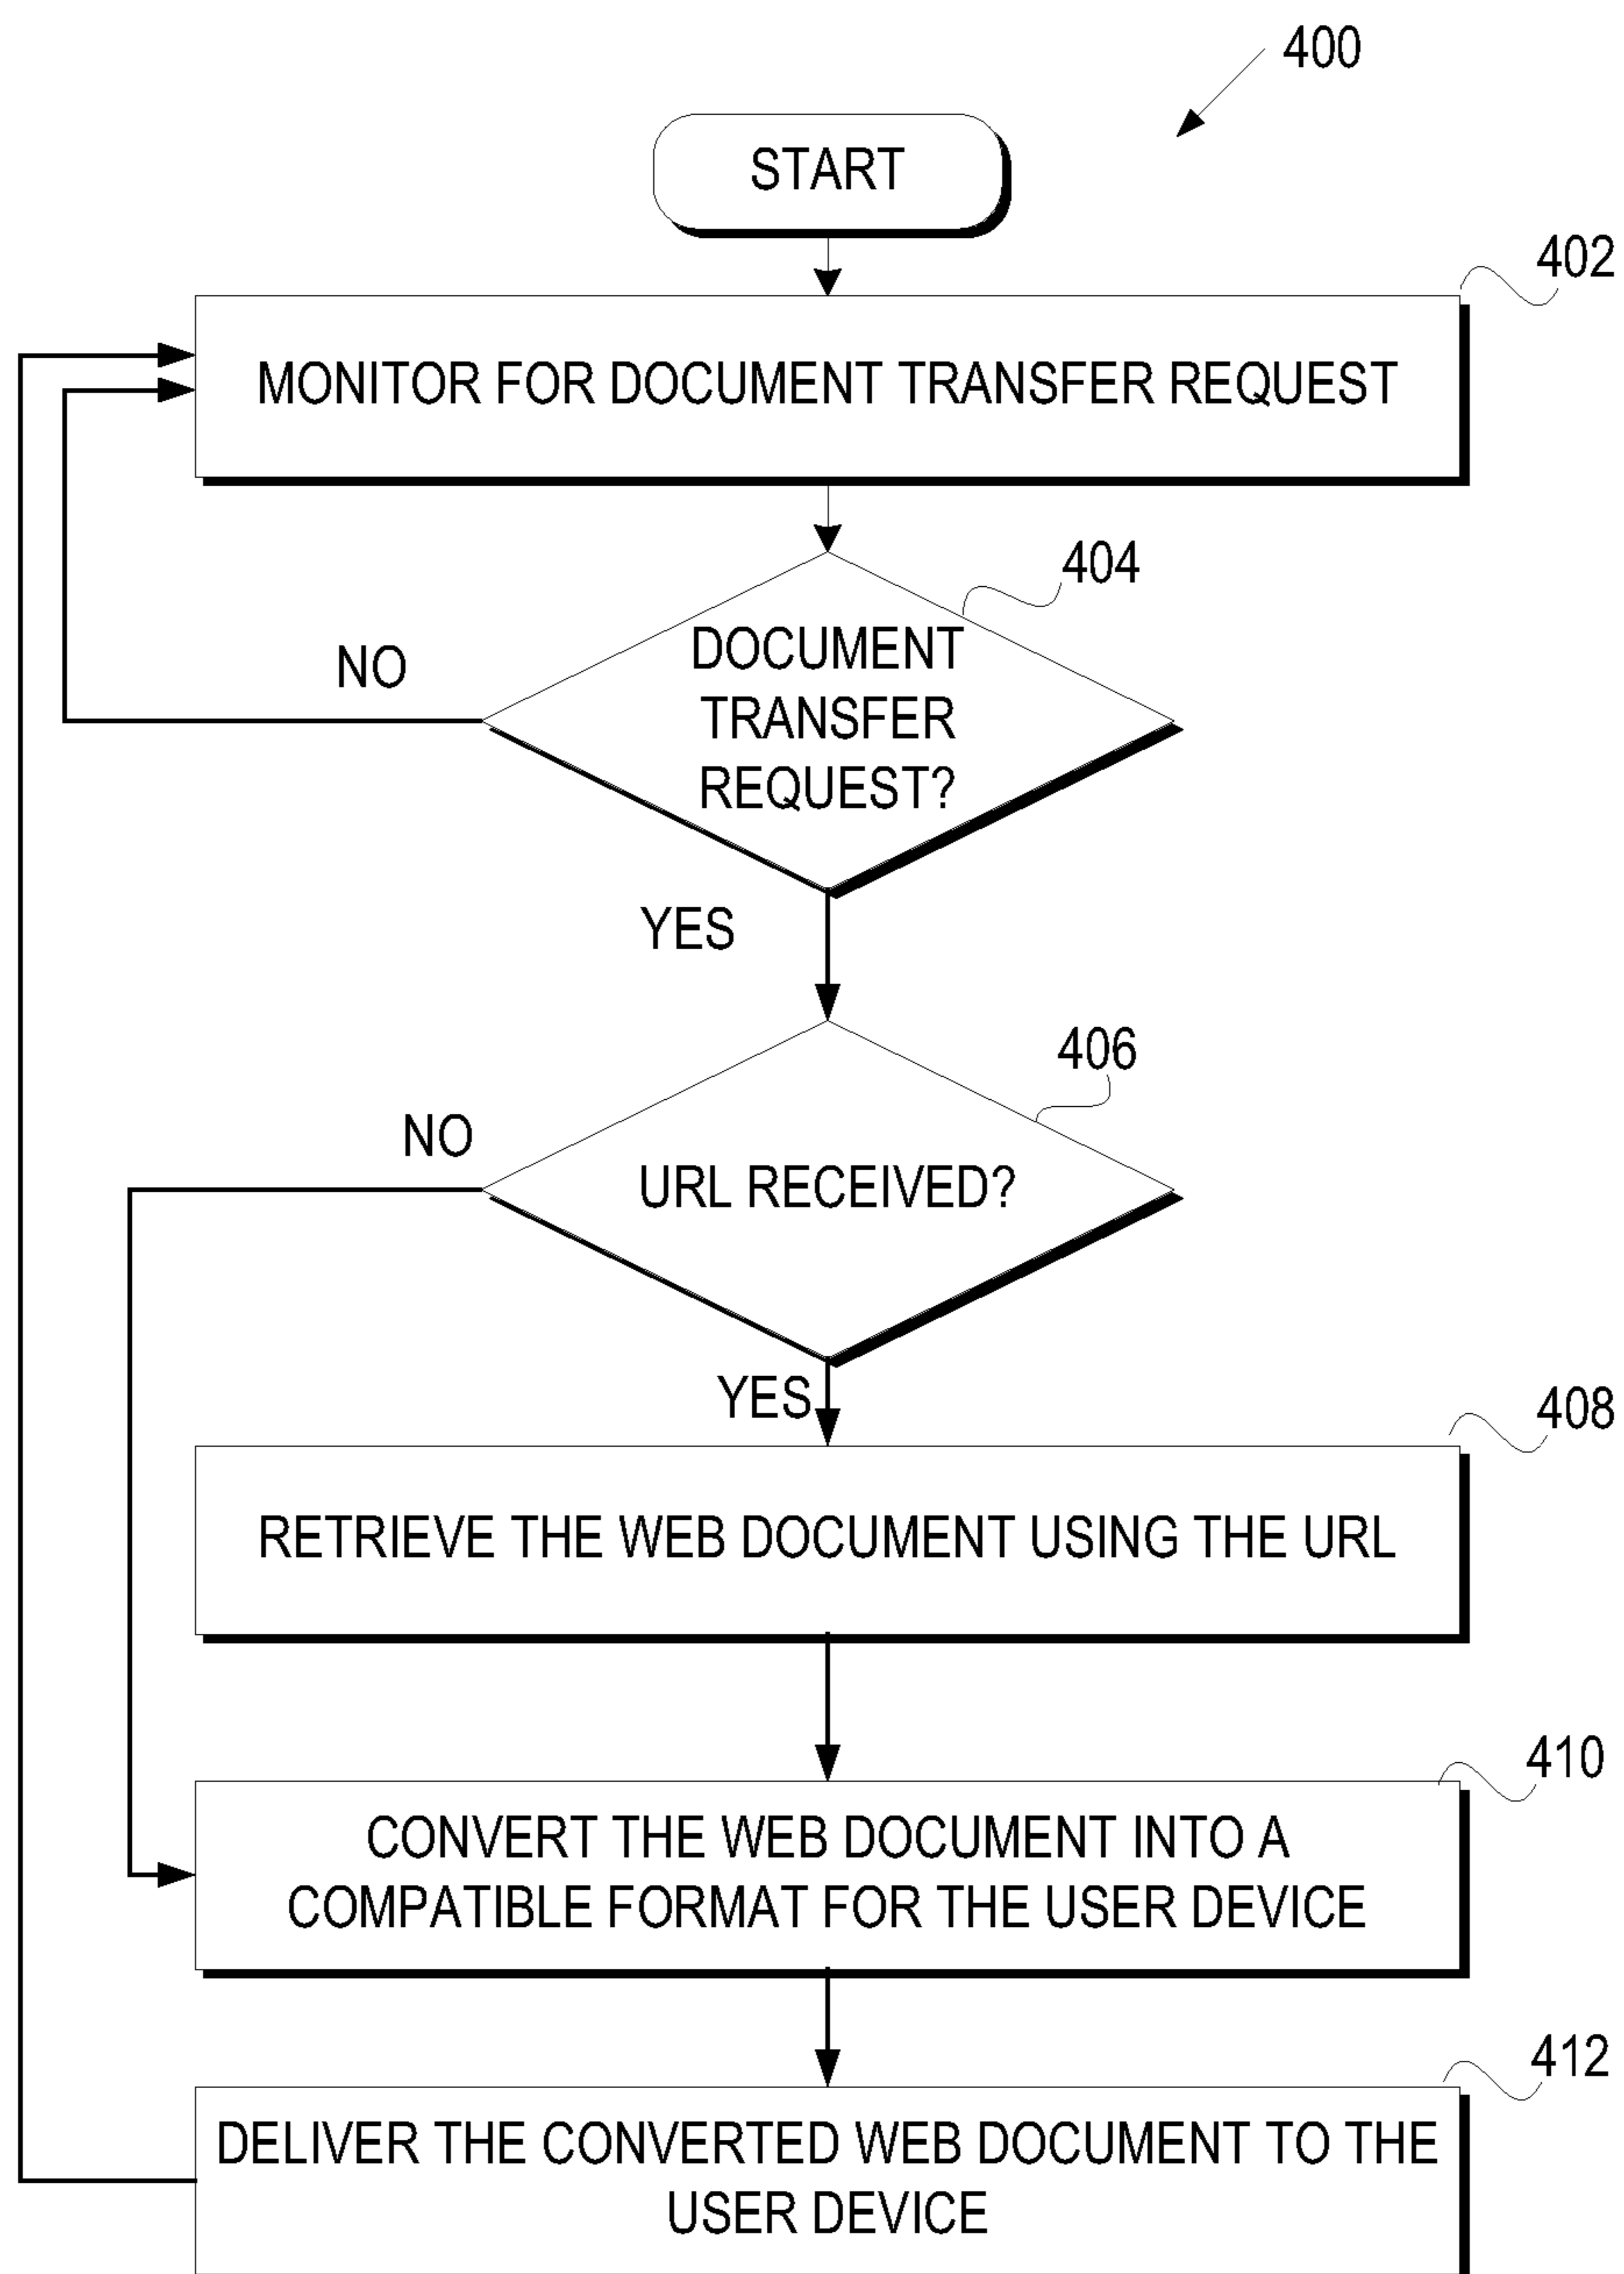 400
START
402
MONITOR FOR DOCUMENT TRANSFER REQUEST
404
DOCUMENT
TRANSFER
REQUEST?
NO
YES
406
NO
URL RECEIVED?
YES
408
RETRIEVE THE WEB DOCUMENT USING THE URL
410
CONVERT THE WEB DOCUMENT INTO A
COMPATIBLE FORMAT FOR THE USER DEVICE
412
DELIVER THE CONVERTED WEB DOCUMENT TO THE
USER DEVICE